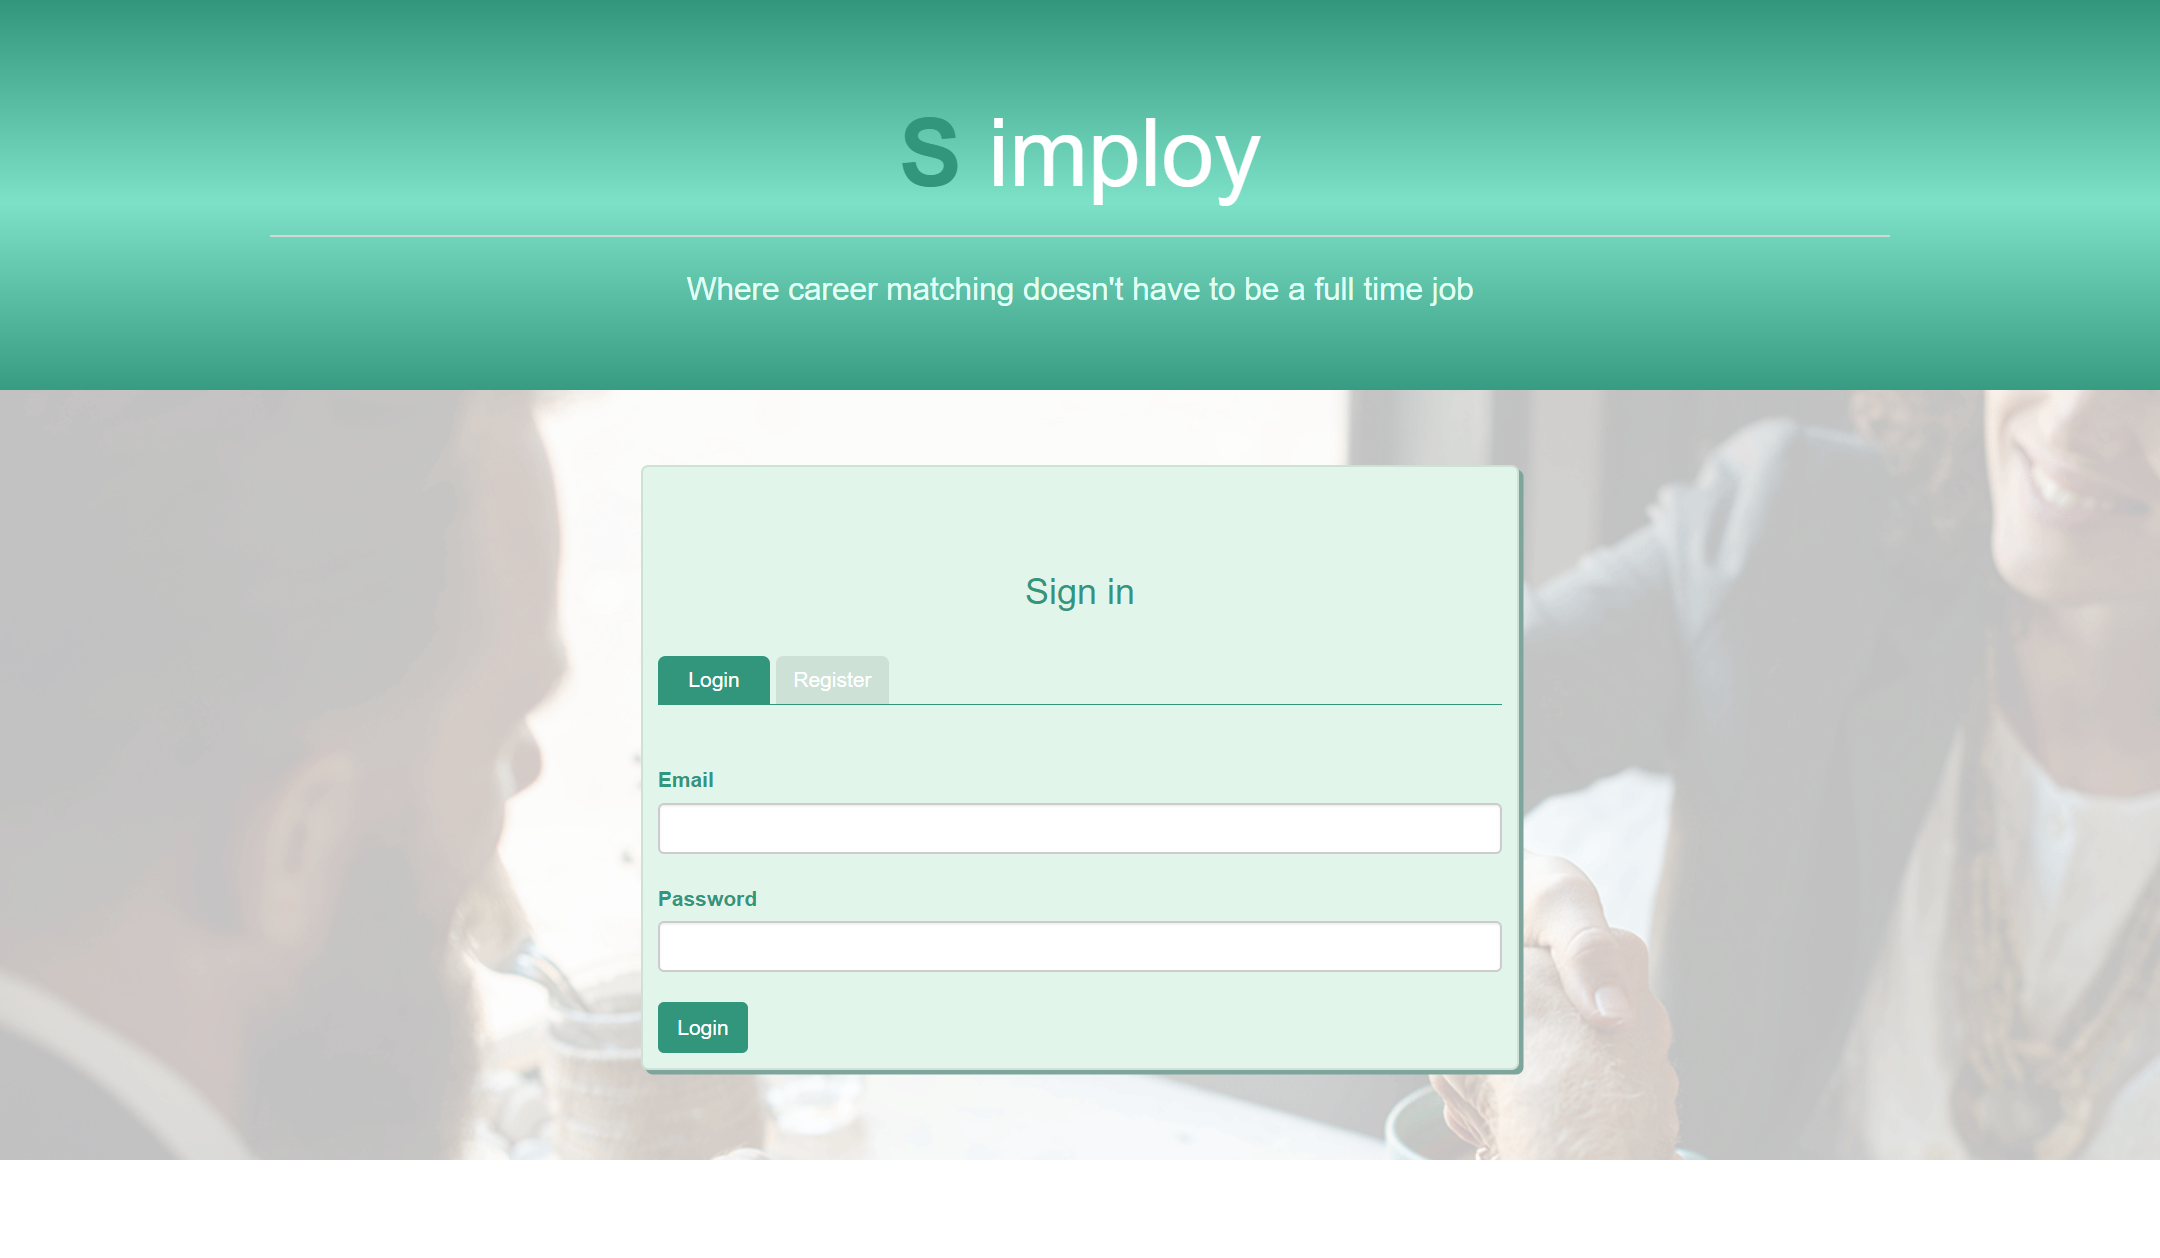 S imploy
Where career matching doesn't have to be a full time job
Sign in
Login Register
Email
Password
Login